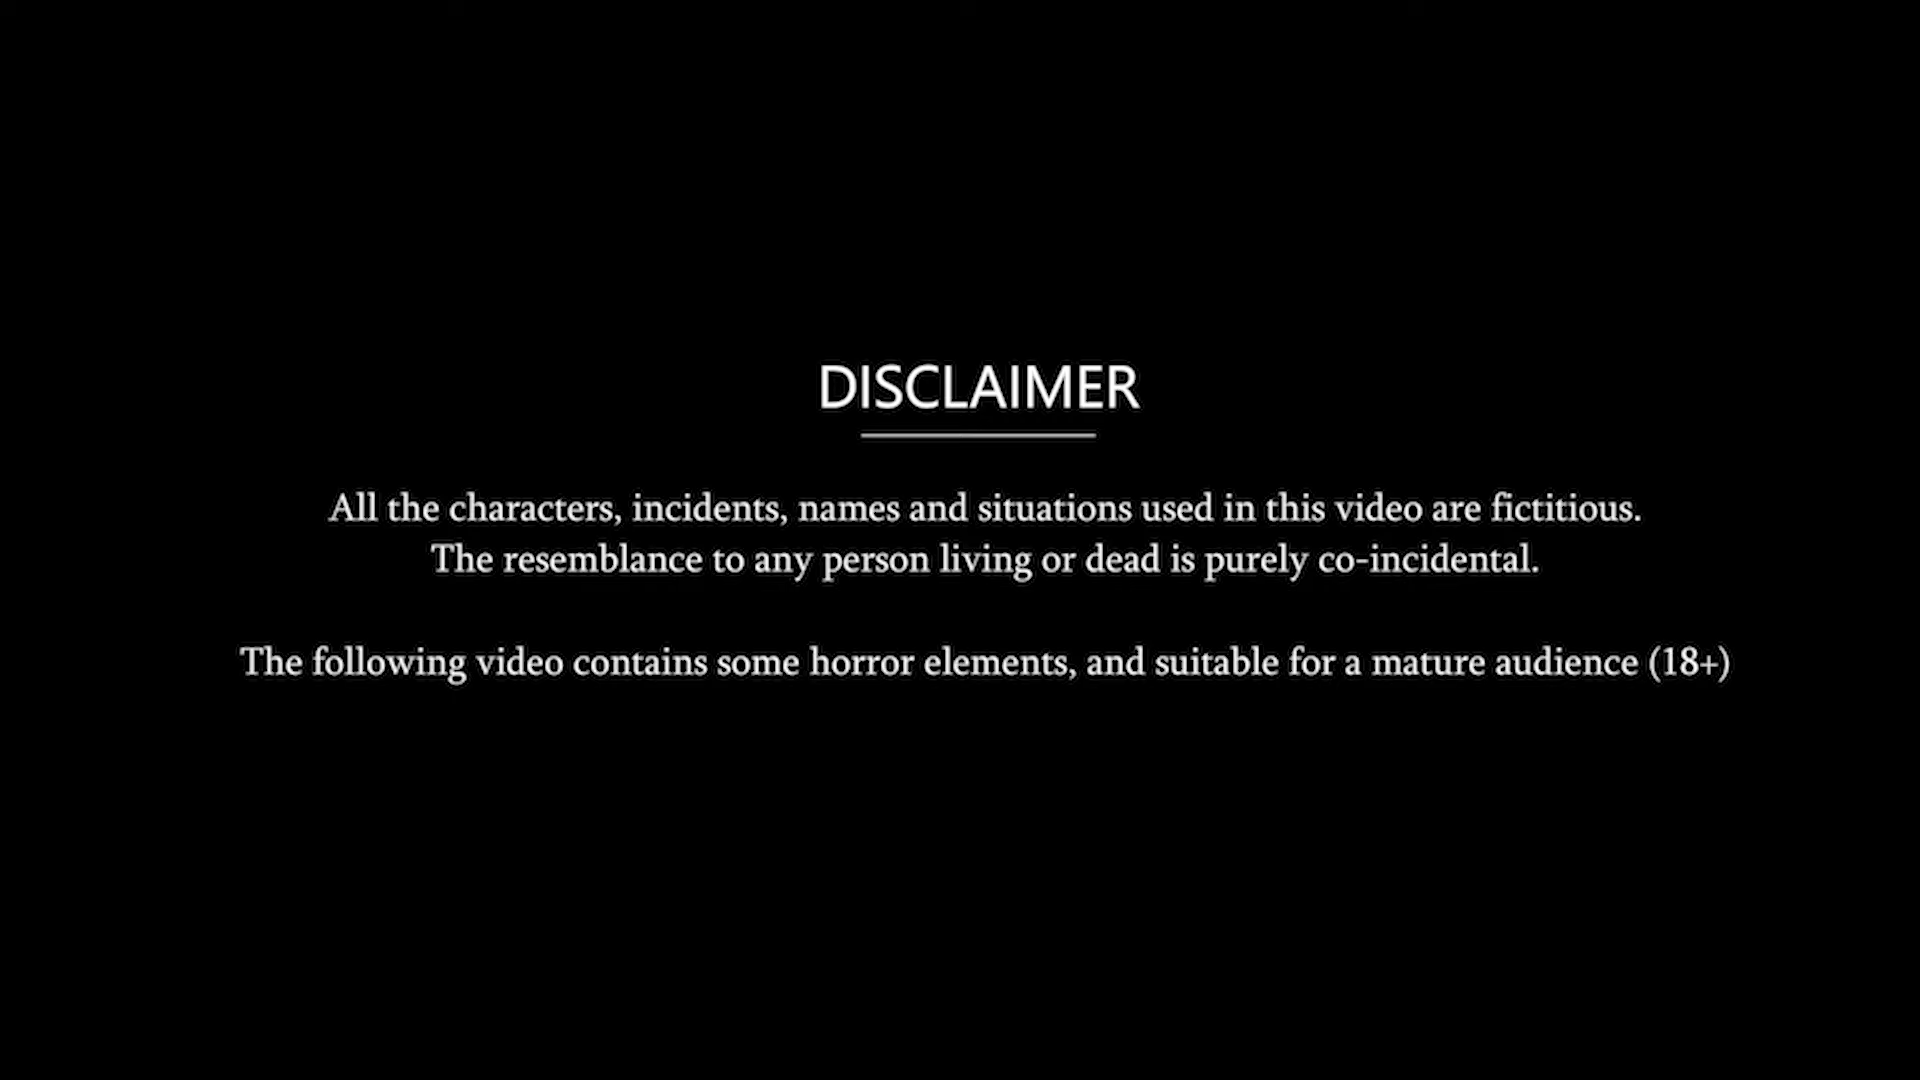 DISCLAIMER
All the characters, incidents, names and situations used in this video are fictitious.
The resemblance to any person living or dead is purely co-incidental.
The following video contains some horror elements, and suitable for a mature audience (18+)